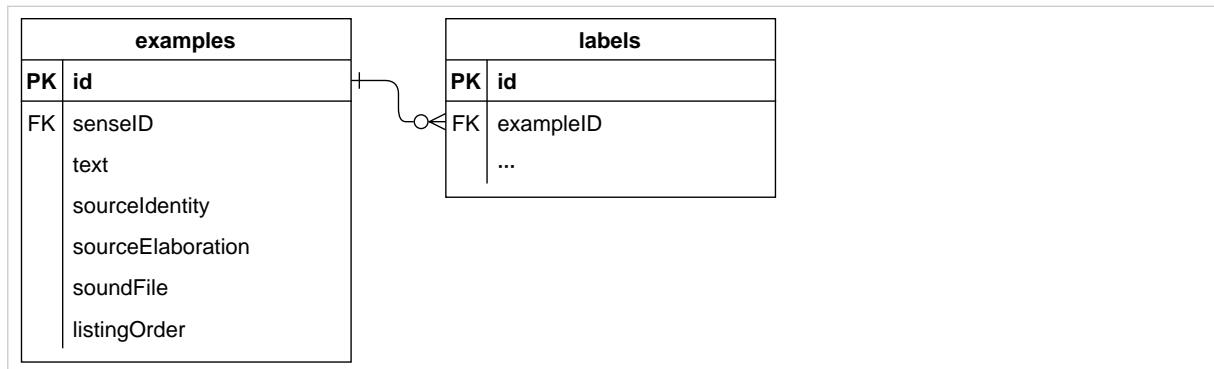 examples
PK id
FK senseID
text
sourceIdentity
sourceElaboration
soundFile
listingOrder
labels
PK id
FK exampleID
...